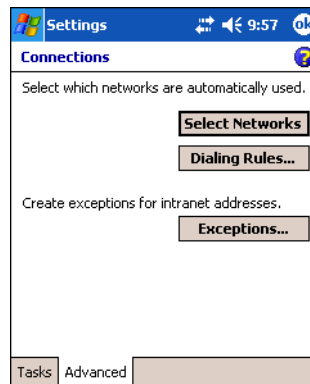 Settings 9:57 ok
Connections ?
Select which networks are automatically used.
Select Networks
Dialing Rules...
Create exceptions for intranet addresses.
Exceptions...
Tasks Advanced